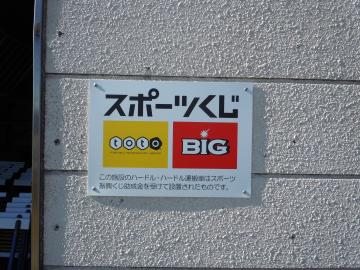 スポーツくじ
toto BIG
この施設のハードル・ハードル運搬車はスポーツ
振興くじ助成金を受けて設置されたものです。